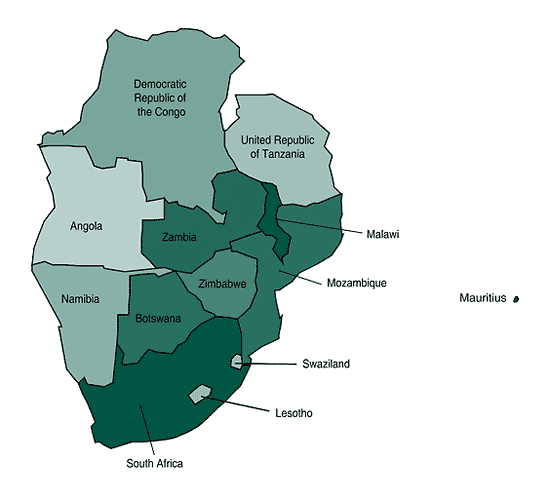 Democratic
Republic of
the Congo
United Republic
of Tanzania
Angola
Zambia
Malawi
Zimbabwe
Mozambique
Namibia
Mauritius
Botswana
Swaziland
Lesotho
South Africa